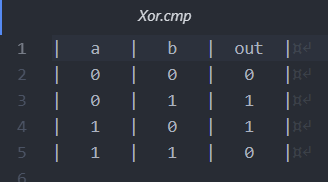 Xor.cmp
1 |   a   |   b   |  out  |¤↵
2 |   0   |   0   |   0   |¤↵
3 |   0   |   1   |   1   |¤↵
4 |   1   |   0   |   1   |¤↵
5 |   1   |   1   |   0   |¤↵
6